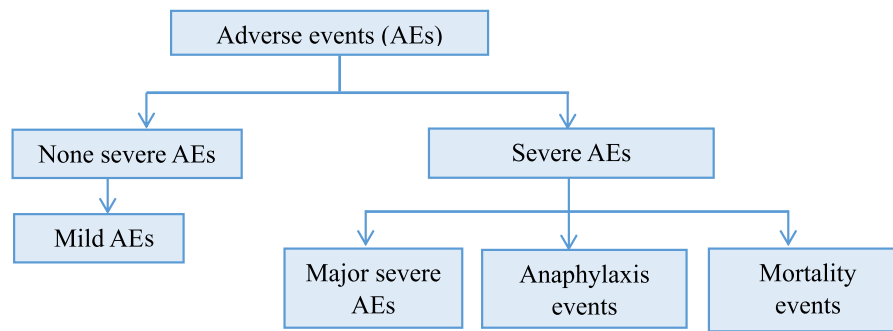 Adverse events (AEs)
None severe AEs
Severe AEs
Mild AEs
Major severe
AEs
Anaphylaxis
events
Mortality
events